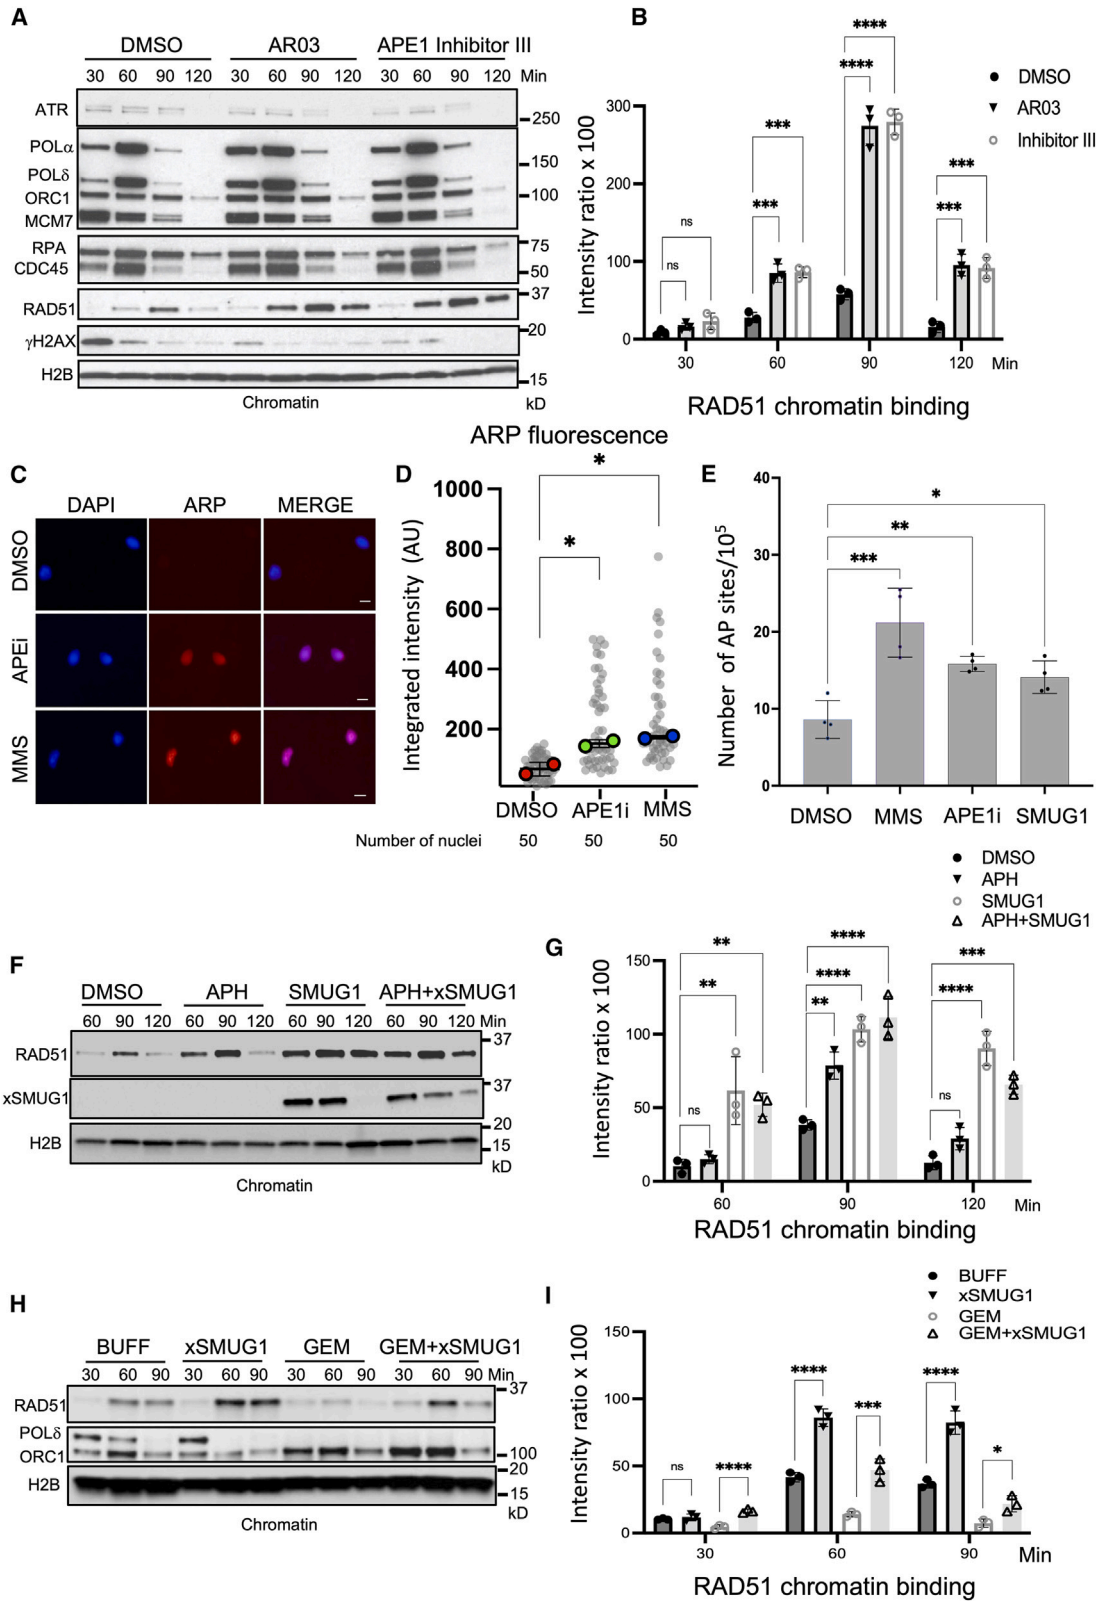 A
DMSO AR03 APE1 Inhibitor III
30 60 90 120 30 60 90 120 30 60 90 120 Min
ATR
250
POLα
150
POLδ
ORC1
100
MCM7
RPA
75
CDC45
50
RAD51
37
γH2AX
20
H2B
15
Chromatin
kD
B
DMSO
AR03
Inhibitor III
Intensity ratio x 100
300
200
100
0
ns
ns
***
***
****
****
***
***
30 60 90 120 Min
RAD51 chromatin binding
C
DAPI ARP MERGE
DMSO
APEi
MMS
ARP fluorescence
D
Integrated intensity (AU)
1000
800
600
400
200
*
*
DMSO APE1i MMS
Number of nuclei 50 50 50
E
Number of AP sites/10⁵
40
30
20
10
0
*
**
***
DMSO MMS APE1i SMUG1
F
DMSO APH SMUG1 APH+xSMUG1
60 90 120 60 90 120 60 90 120 60 90 120 Min
RAD51
37
xSMUG1
37
20
H2B
15
kD
Chromatin
DMSO
APH
SMUG1
APH+SMUG1
G
Intensity ratio x 100
150
100
50
0
ns
**
**
**
****
****
ns
****
***
60 90 120 Min
RAD51 chromatin binding
H
BUFF xSMUG1 GEM GEM+xSMUG1
30 60 90 30 60 90 30 60 90 30 60 90 Min
RAD51
37
POLδ
ORC1
100
H2B
20
15
kD
Chromatin
I
BUFF
xSMUG1
GEM
GEM+xSMUG1
Intensity ratio x 100
150
100
50
0
ns
****
****
***
****
*
30 60 90 Min
RAD51 chromatin binding